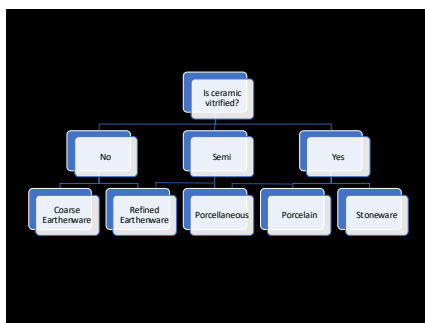 Is ceramic
vitrified?
No
Semi
Yes
Coarse
Earthenware
Refined
Earthenware
Porcellaneous
Porcelain
Stoneware